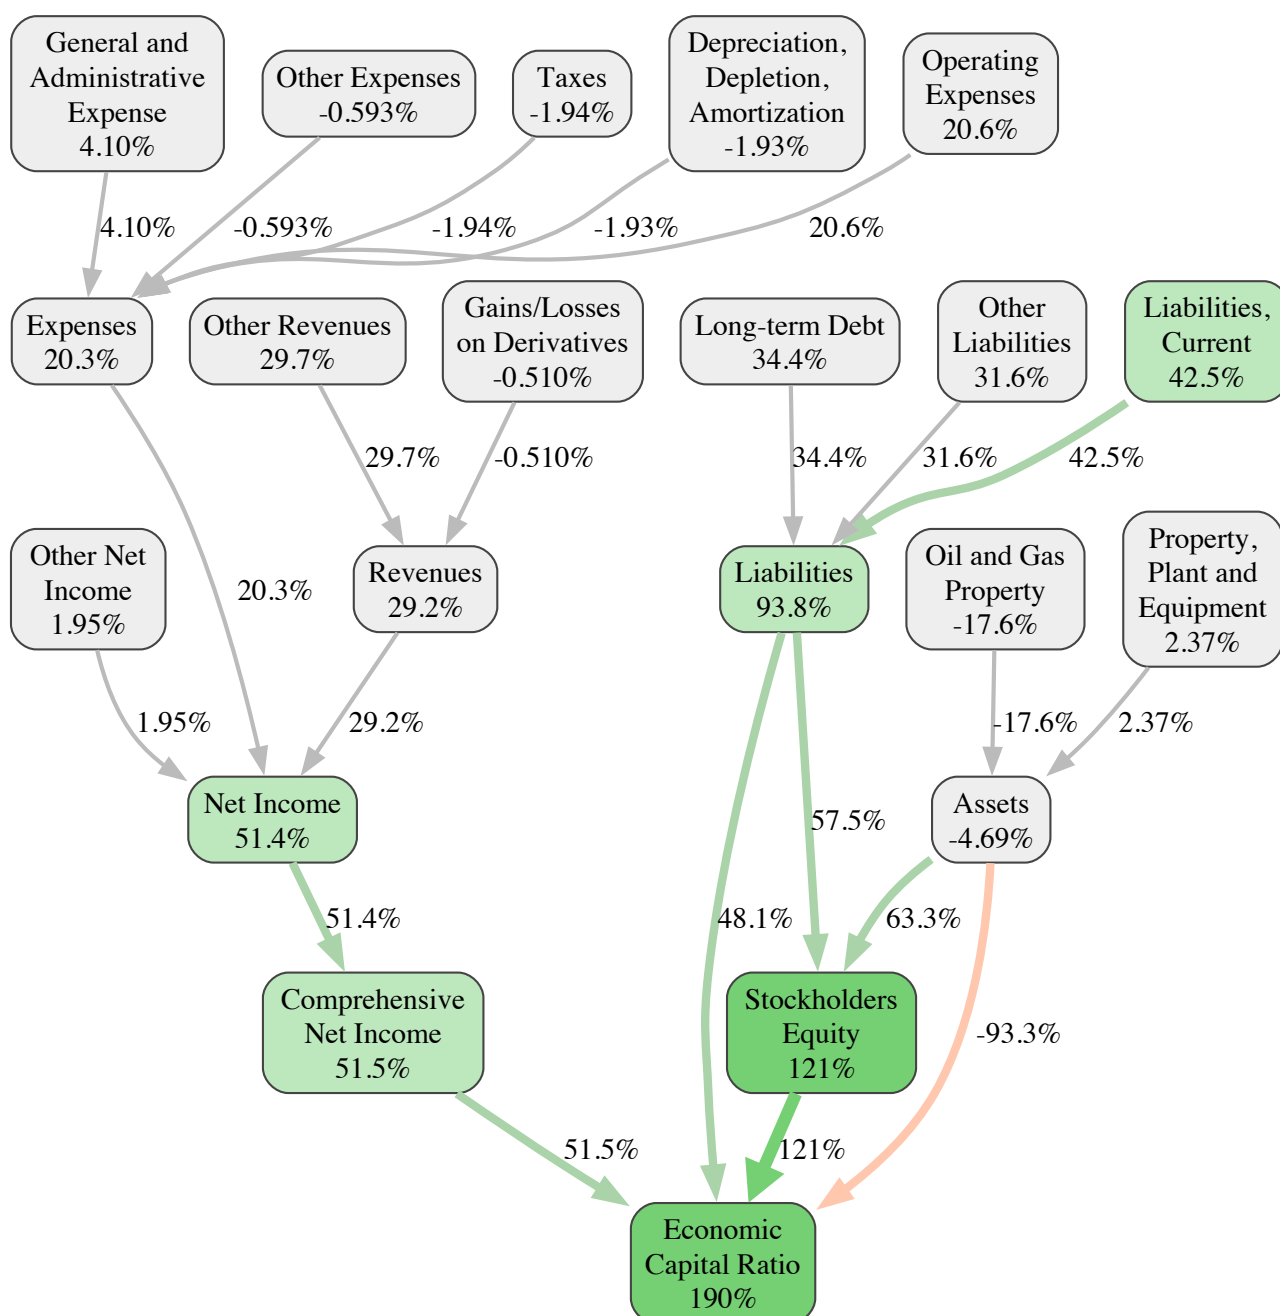 General and
Administrative
Expense
4.10%
Other Expenses
-0.593%
Taxes
-1.94%
Depreciation,
Depletion,
Amortization
-1.93%
Operating
Expenses
20.6%
4.10%
-0.593%
-1.94%
-1.93%
20.6%
Expenses
20.3%
Other Revenues
29.7%
Gains/Losses
on Derivatives
-0.510%
Long-term Debt
34.4%
Other
Liabilities
31.6%
Liabilities,
Current
42.5%
29.7%
-0.510%
34.4%
31.6%
42.5%
Other Net
Income
1.95%
20.3%
Revenues
29.2%
Liabilities
93.8%
Oil and Gas
Property
-17.6%
Property,
Plant and
Equipment
2.37%
1.95%
29.2%
-17.6%
2.37%
Net Income
51.4%
57.5%
Assets
-4.69%
51.4%
48.1%
63.3%
Comprehensive
Net Income
51.5%
Stockholders
Equity
121%
-93.3%
51.5%
121%
Economic
Capital Ratio
190%